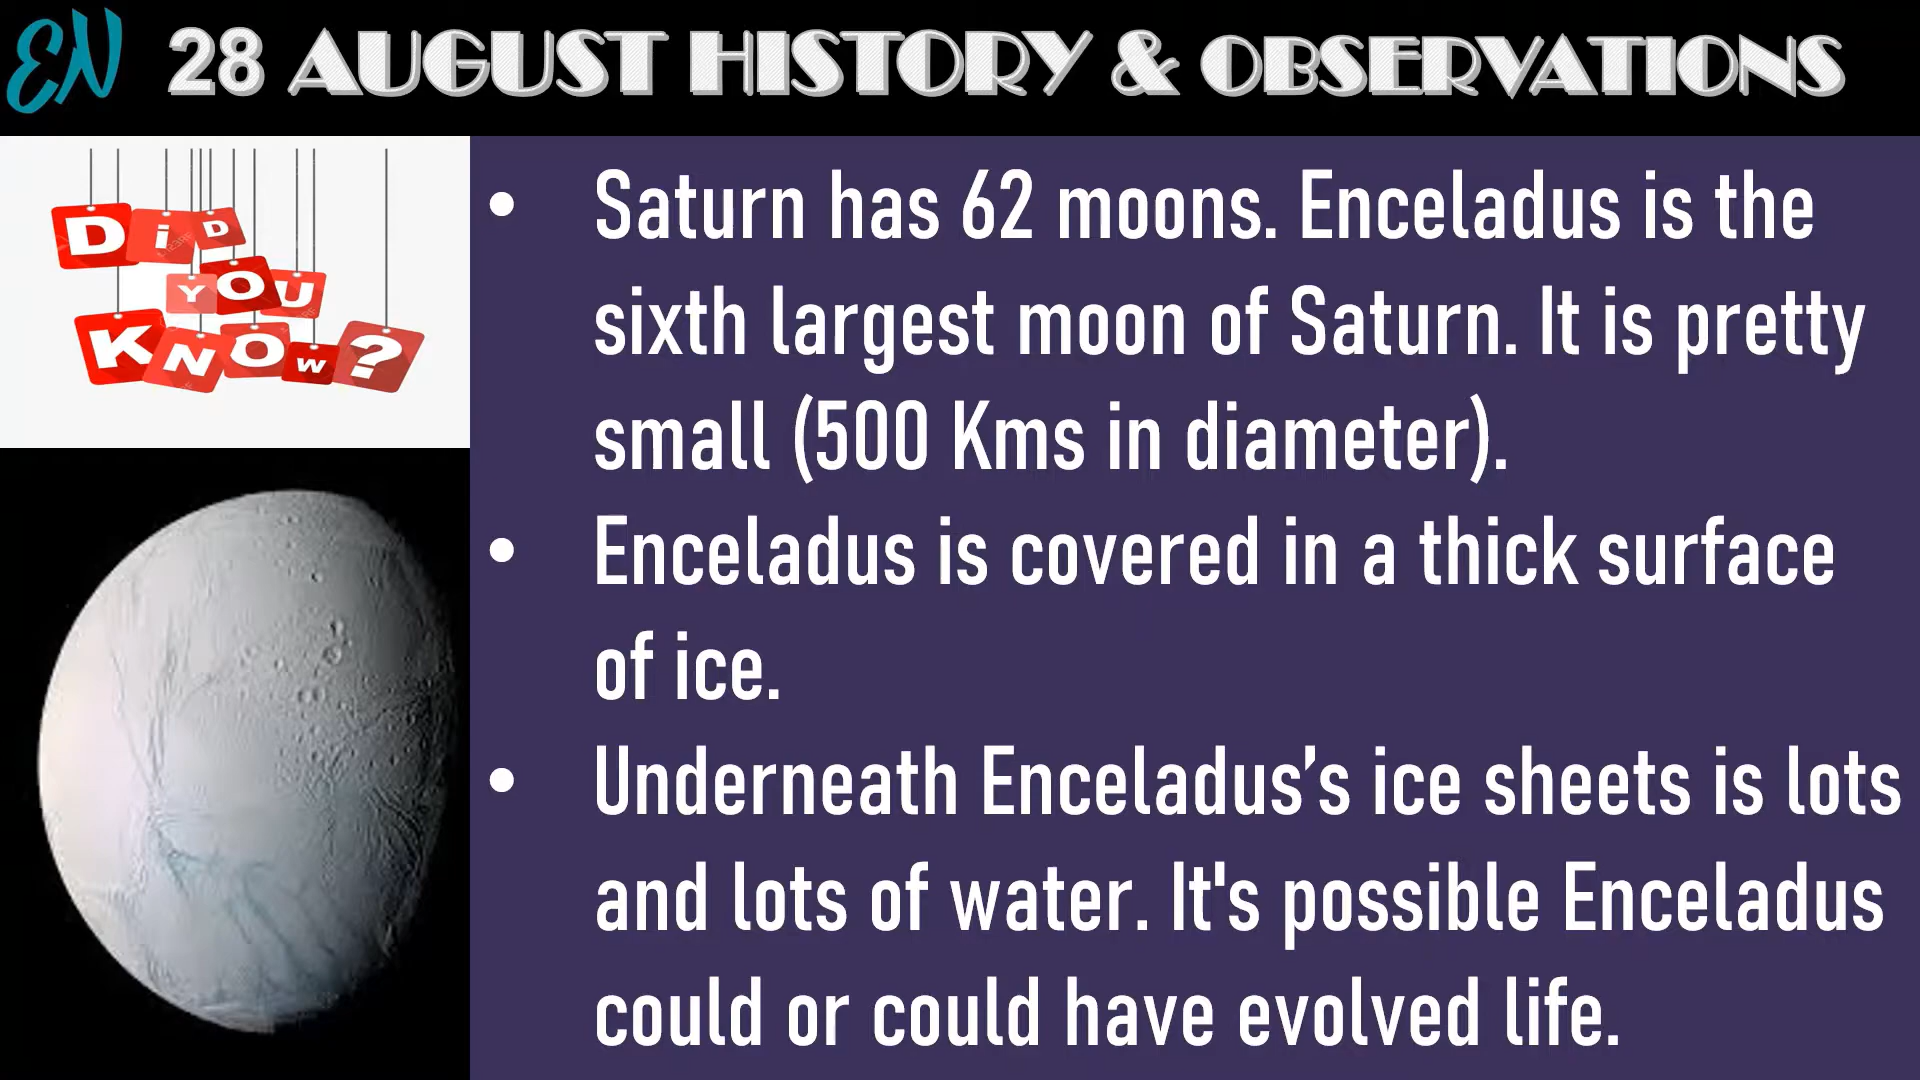 EN 28 AUGUST HISTORY & OBSERVATIONS
DiD
YOU
KNOW?
• Saturn has 62 moons. Enceladus is the
sixth largest moon of Saturn. It is pretty
small (500 Kms in diameter).
• Enceladus is covered in a thick surface
of ice.
• Underneath Enceladus’s ice sheets is lots
and lots of water. It's possible Enceladus
could or could have evolved life.